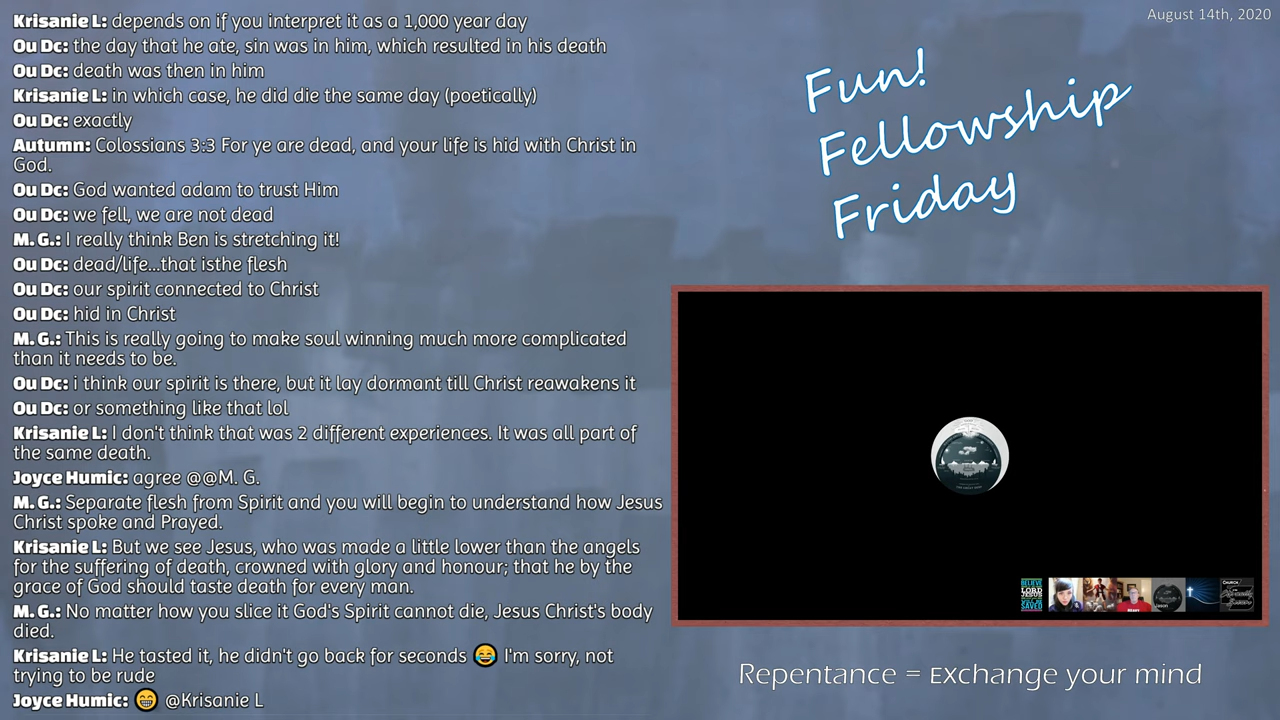 Krisanie L: depends on if you interpret it as a 1,000 year day
Ou Dc: the day that he ate, sin was in him, which resulted in his death
Ou Dc: death was then in him
Krisanie L: in which case, he did die the same day (poetically)
Ou Dc: exactly
Autumn: Colossians 3:3 For ye are dead, and your life is hid with Christ in
God.
Ou Dc: God wanted adam to trust Him
Ou Dc: we fell, we are not dead
M. G.: I really think Ben is stretching it!
Ou Dc: dead/life...that isthe flesh
Ou Dc: our spirit connected to Christ
Ou Dc: hid in Christ
M. G.: This is really going to make soul winning much more complicated
than it needs to be.
Ou Dc: i think our spirit is there, but it lay dormant till Christ reawakens it
Ou Dc: or something like that lol
Krisanie L: I don't think that was 2 different experiences. It was all part of
the same death.
Joyce Humic: agree @@M. G.
M. G.: Separate flesh from Spirit and you will begin to understand how Jesus
Christ spoke and Prayed.
Krisanie L: But we see Jesus, who was made a little lower than the angels
for the suffering of death, crowned with glory and honour; that he by the
grace of God should taste death for every man.
M. G.: No matter how you slice it God's Spirit cannot die, Jesus Christ's body
died.
Krisanie L: He tasted it, he didn't go back for seconds 😂 I'm sorry, not
trying to be rude
Joyce Humic: 😁 @Krisanie L
August 14th, 2020
Fun!
Fellowship
Friday
BELIEVE
LORD
JESUS
WILL BE
SAVED
Jason
CHURCH
Repentance = EXchange your mind